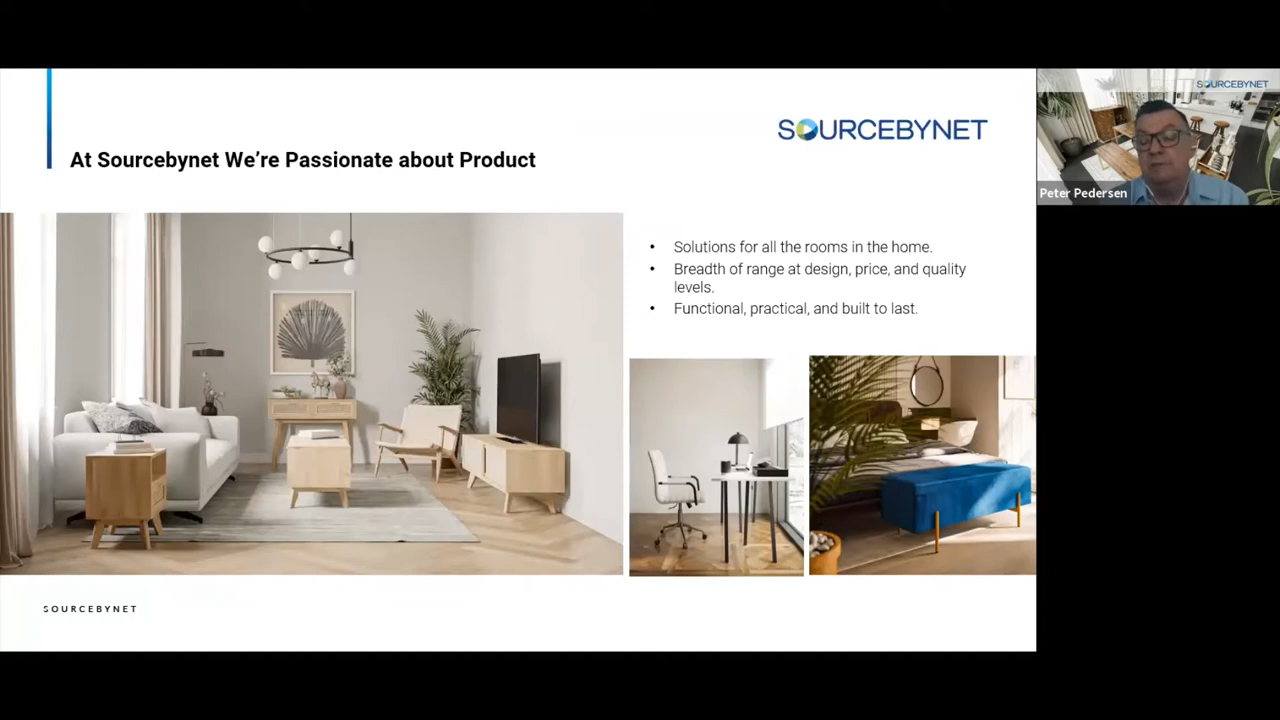 SOURCEBYNET
SOURCEBYNET
At Sourcebynet We’re Passionate about Product
Peter Pedersen
• Solutions for all the rooms in the home.
• Breadth of range at design, price, and quality
levels.
• Functional, practical, and built to last.
SOURCEBYNET